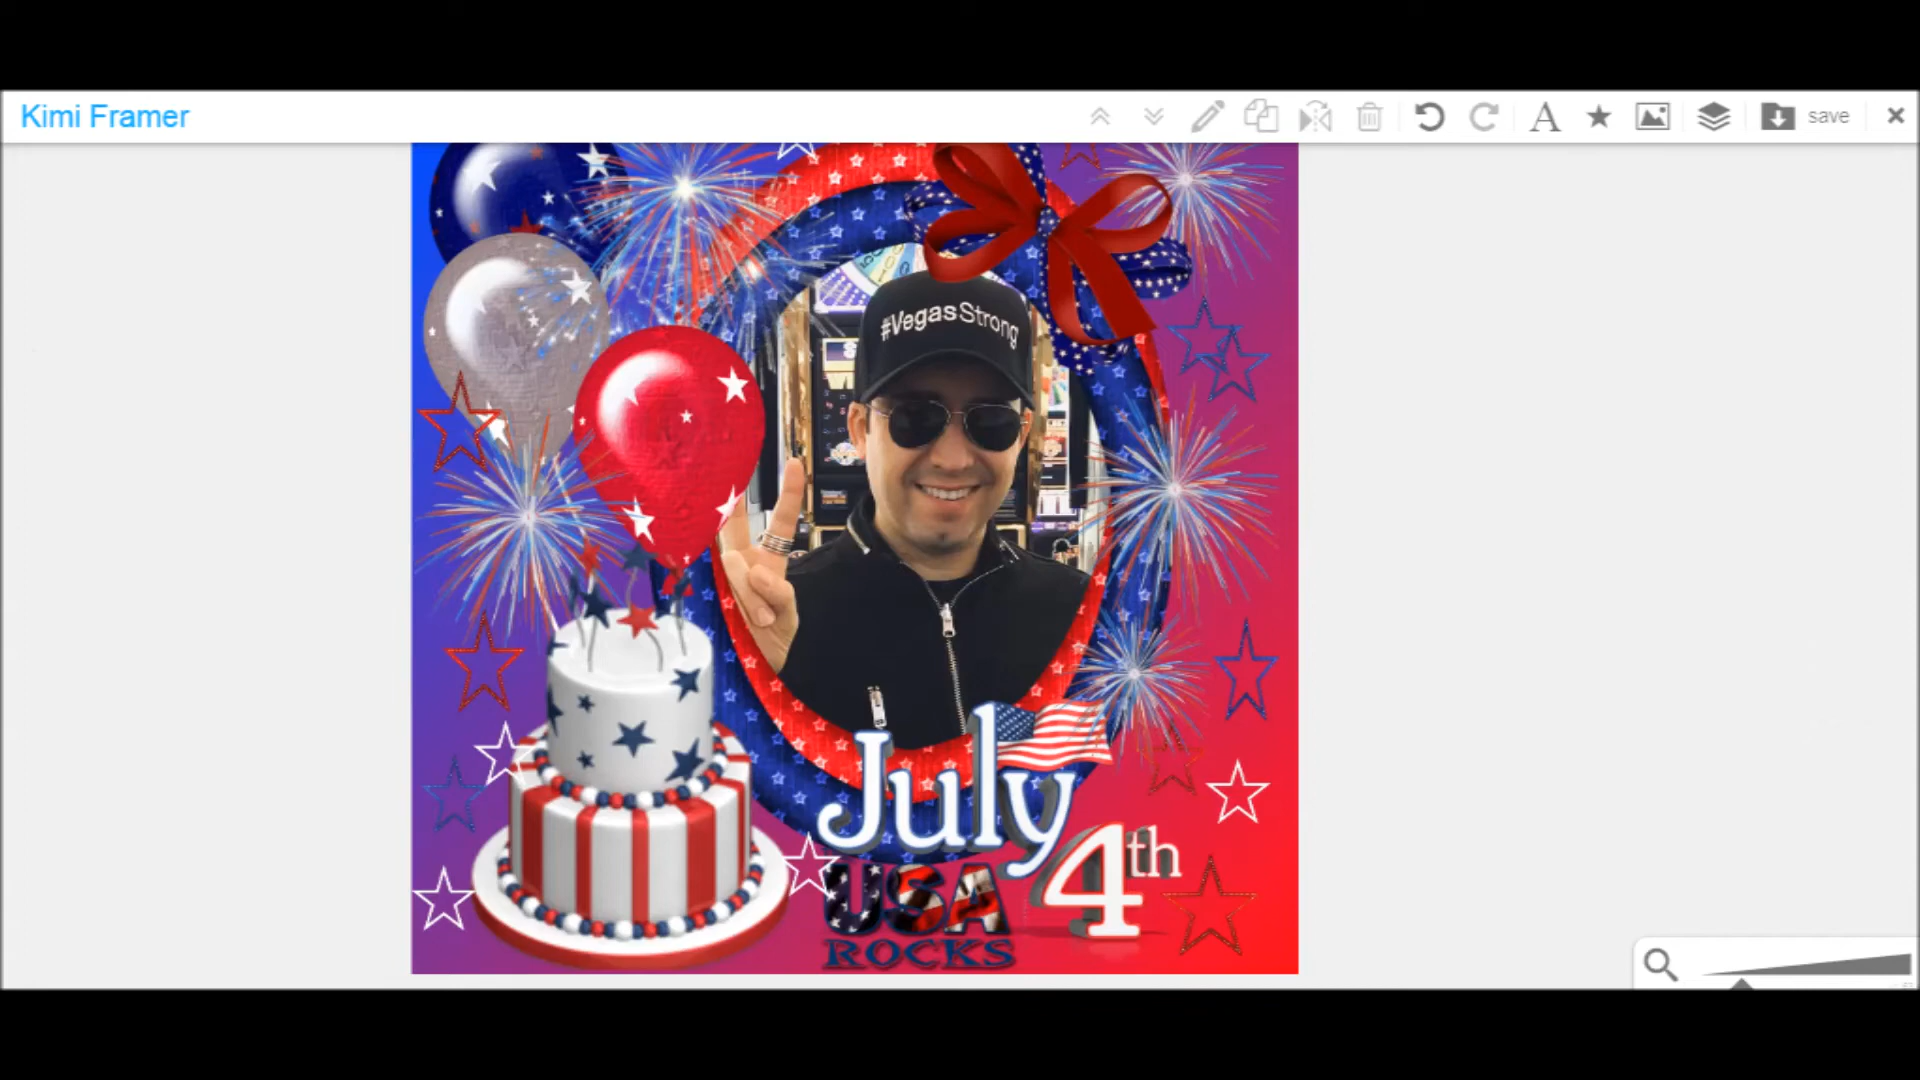 Kimi Framer
save
#VegasStrong
July
4th
USA
ROCKS